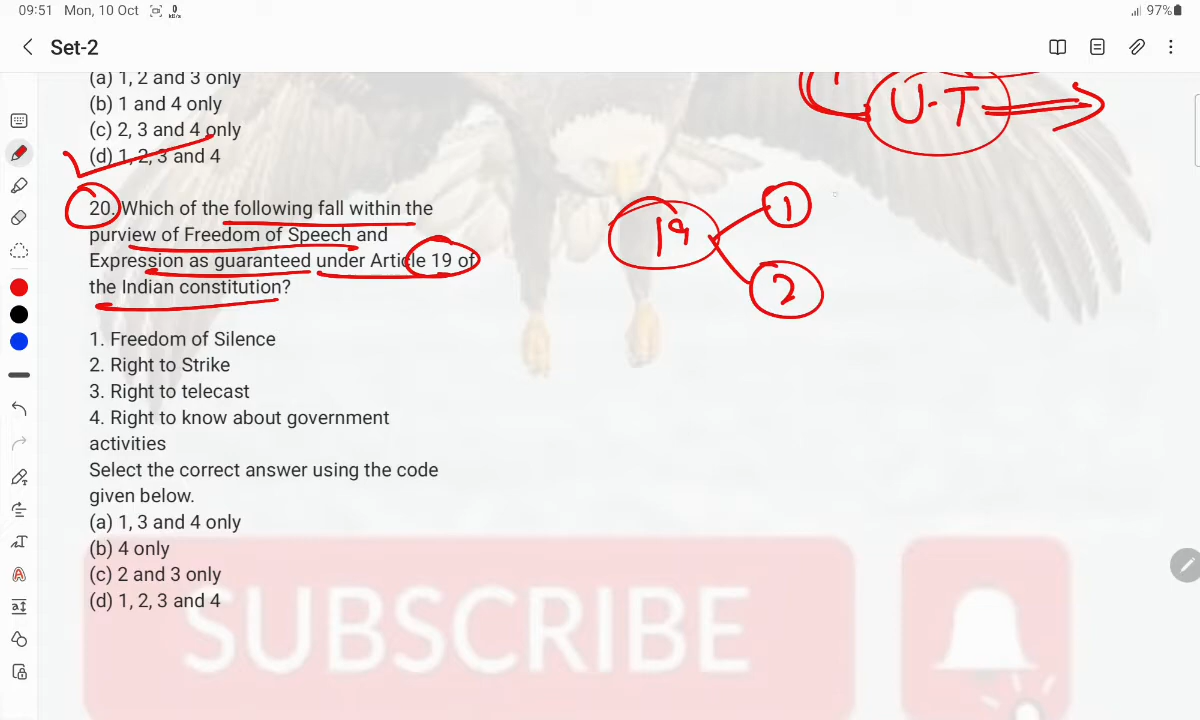 09:51 Mon, 10 Oct 97%
Set-2
(a) 1, 2 and 3 only
(b) 1 and 4 only
(c) 2, 3 and 4 only
(d) 1, 2, 3 and 4
U-T
20. Which of the following fall within the
purview of Freedom of Speech and
Expression as guaranteed under Article 19 of
the Indian constitution?
19
1
2
1. Freedom of Silence
2. Right to Strike
3. Right to telecast
4. Right to know about government
activities
Select the correct answer using the code
given below.
(a) 1, 3 and 4 only
(b) 4 only
(c) 2 and 3 only
(d) 1, 2, 3 and 4
SUBSCRIBE